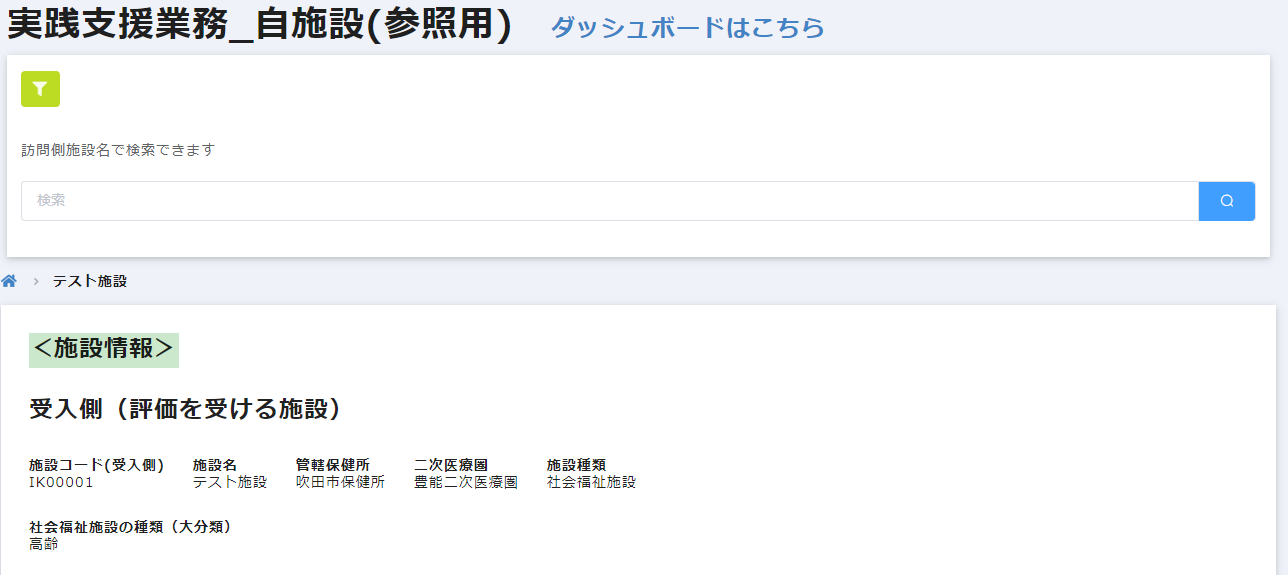 実践支援業務_自施設(参照用) ダッシュボードはこちら
訪問側施設名で検索できます
検索
テスト施設
＜施設情報＞
受入側（評価を受ける施設）
施設コード(受入側) 施設名 管轄保健所 二次医療圏 施設種類
IK00001 テスト施設 吹田市保健所 豊能二次医療圏 社会福祉施設
社会福祉施設の種類（大分類）
高齢